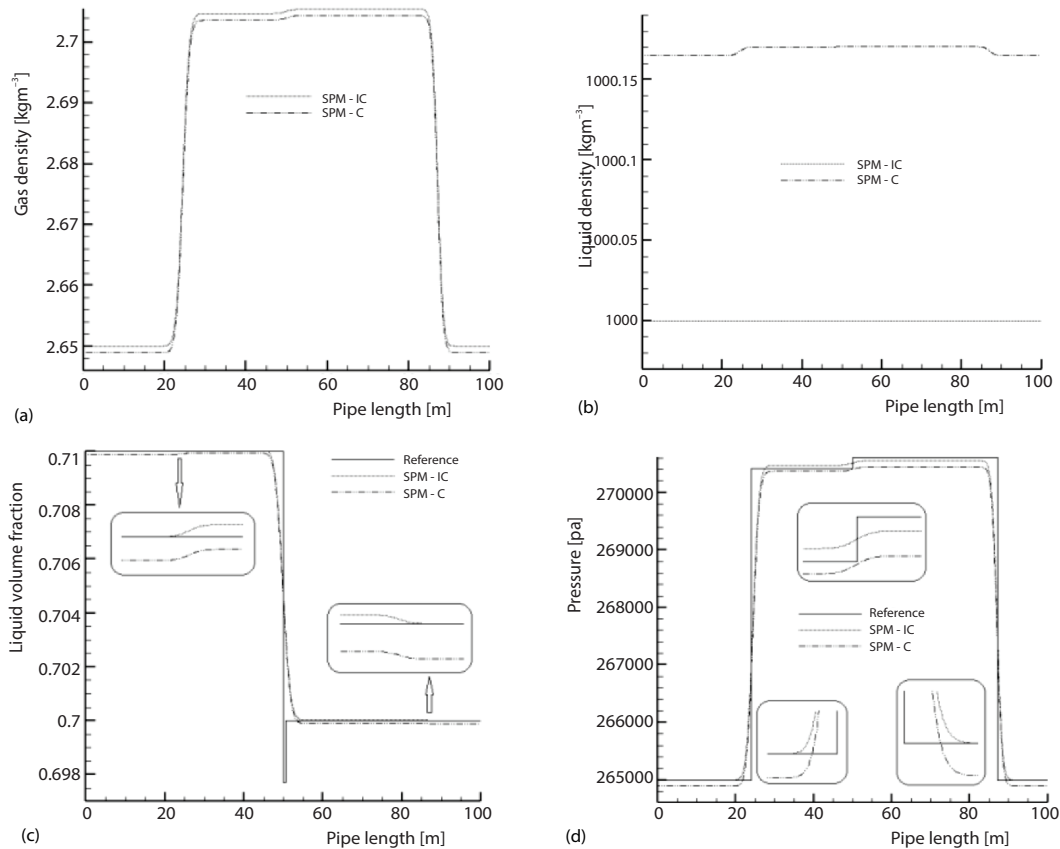 Gas density [kgm⁻³]
2.7
2.69
2.68
2.67
2.66
2.65
SPM - IC
SPM - C
0 20 40 60 80 100
Pipe length [m]
(a)
Liquid density [kgm⁻³]
1000.15
1000.1
1000.05
1000
SPM - IC
SPM - C
0 20 40 60 80 100
Pipe length [m]
(b)
Liquid volume fraction
0.71
0.708
0.706
0.704
0.702
0.7
0.698
Reference
SPM - IC
SPM - C
0 20 40 60 80 100
Pipe length [m]
(c)
Pressure [pa]
270000
269000
268000
267000
266000
265000
Reference
SPM - IC
SPM - C
0 20 40 60 80 100
Pipe length [m]
(d)